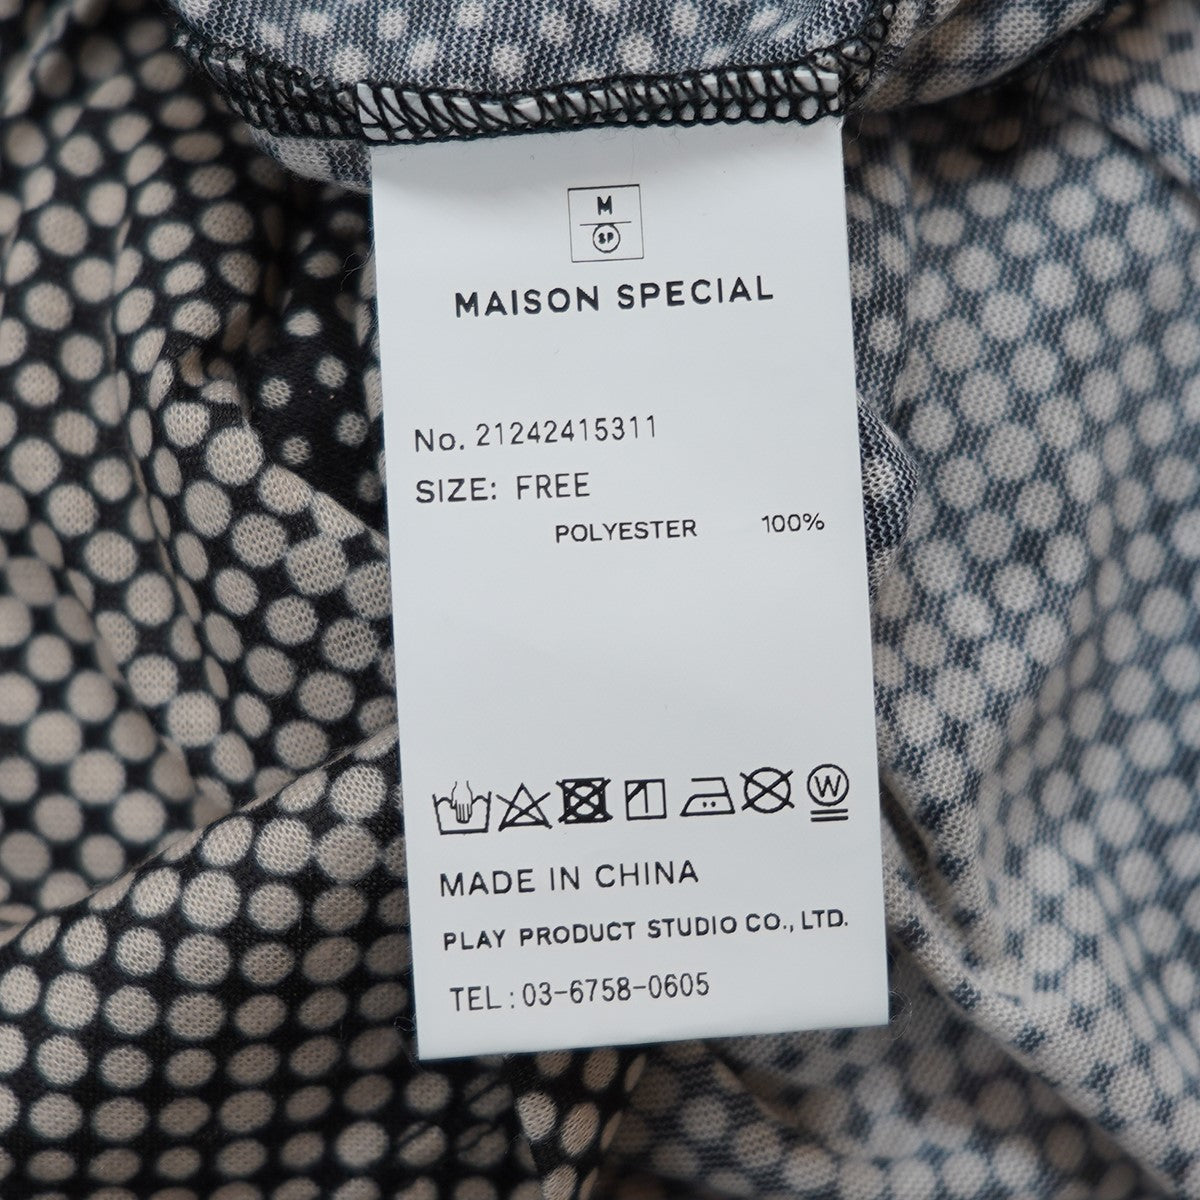 M
SP
MAISON SPECIAL
No. 21242415311
SIZE: FREE
POLYESTER 100%
W
MADE IN CHINA
PLAY PRODUCT STUDIO CO., LTD.
TEL : 03-6758-0605